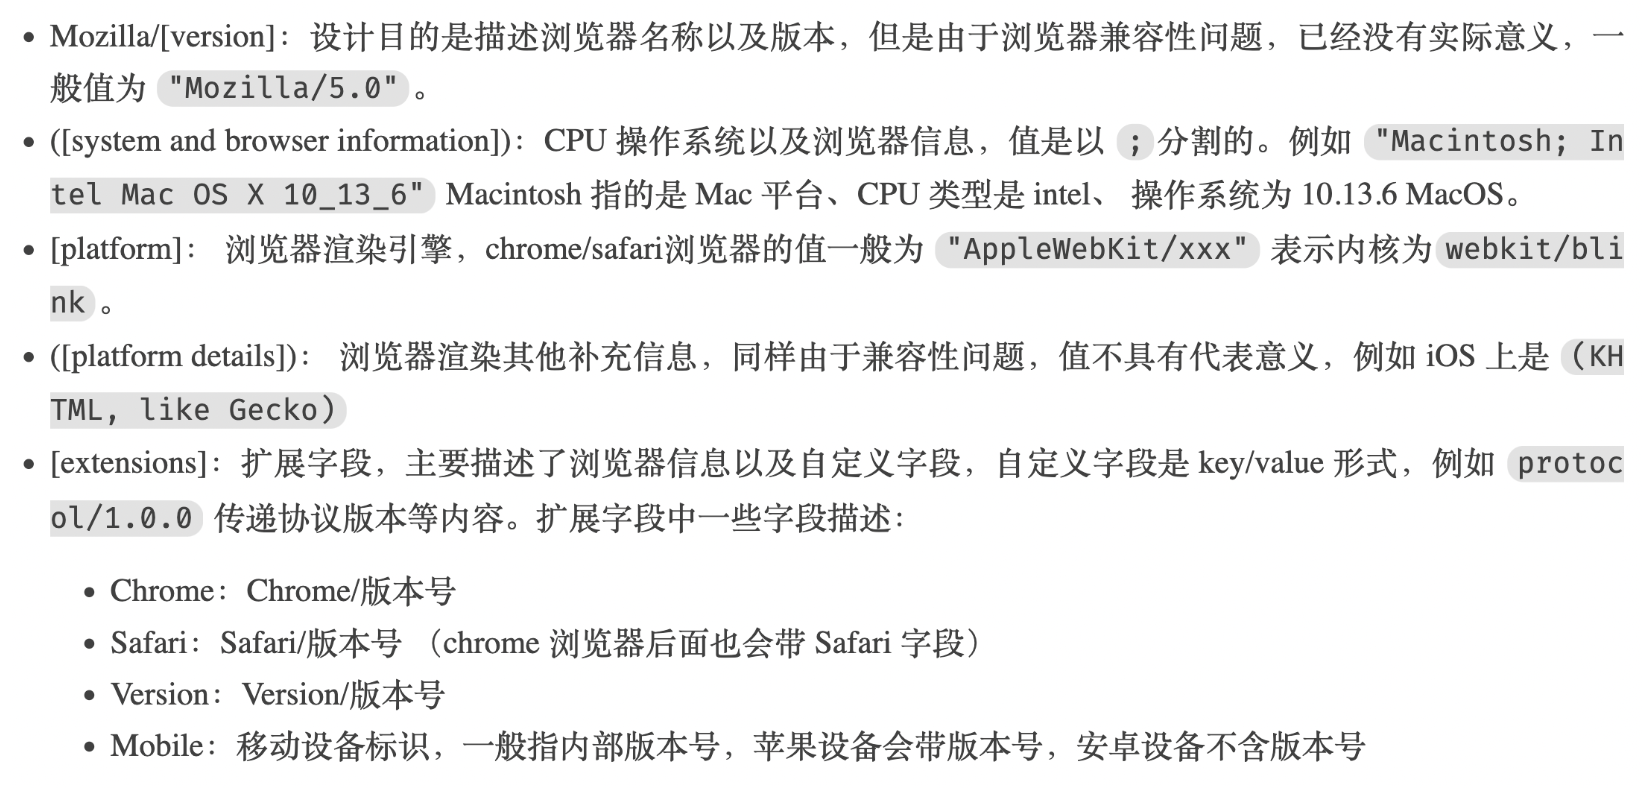 • Mozilla/[version]：设计目的是描述浏览器名称以及版本，但是由于浏览器兼容性问题，已经没有实际意义，一
般值为 "Mozilla/5.0" 。
• ([system and browser information])：CPU 操作系统以及浏览器信息，值是以 ; 分割的。例如 "Macintosh; In
tel Mac OS X 10_13_6" Macintosh 指的是 Mac 平台、CPU 类型是 intel、 操作系统为 10.13.6 MacOS。
• [platform]： 浏览器渲染引擎，chrome/safari浏览器的值一般为 "AppleWebKit/xxx" 表示内核为 webkit/bli
nk 。
• ([platform details])： 浏览器渲染其他补充信息，同样由于兼容性问题，值不具有代表意义，例如 iOS 上是 (KH
TML, like Gecko)
• [extensions]：扩展字段，主要描述了浏览器信息以及自定义字段，自定义字段是 key/value 形式，例如 protoc
ol/1.0.0 传递协议版本等内容。扩展字段中一些字段描述：
• Chrome：Chrome/版本号
• Safari：Safari/版本号 （chrome 浏览器后面也会带 Safari 字段）
• Version：Version/版本号
• Mobile：移动设备标识，一般指内部版本号，苹果设备会带版本号，安卓设备不含版本号